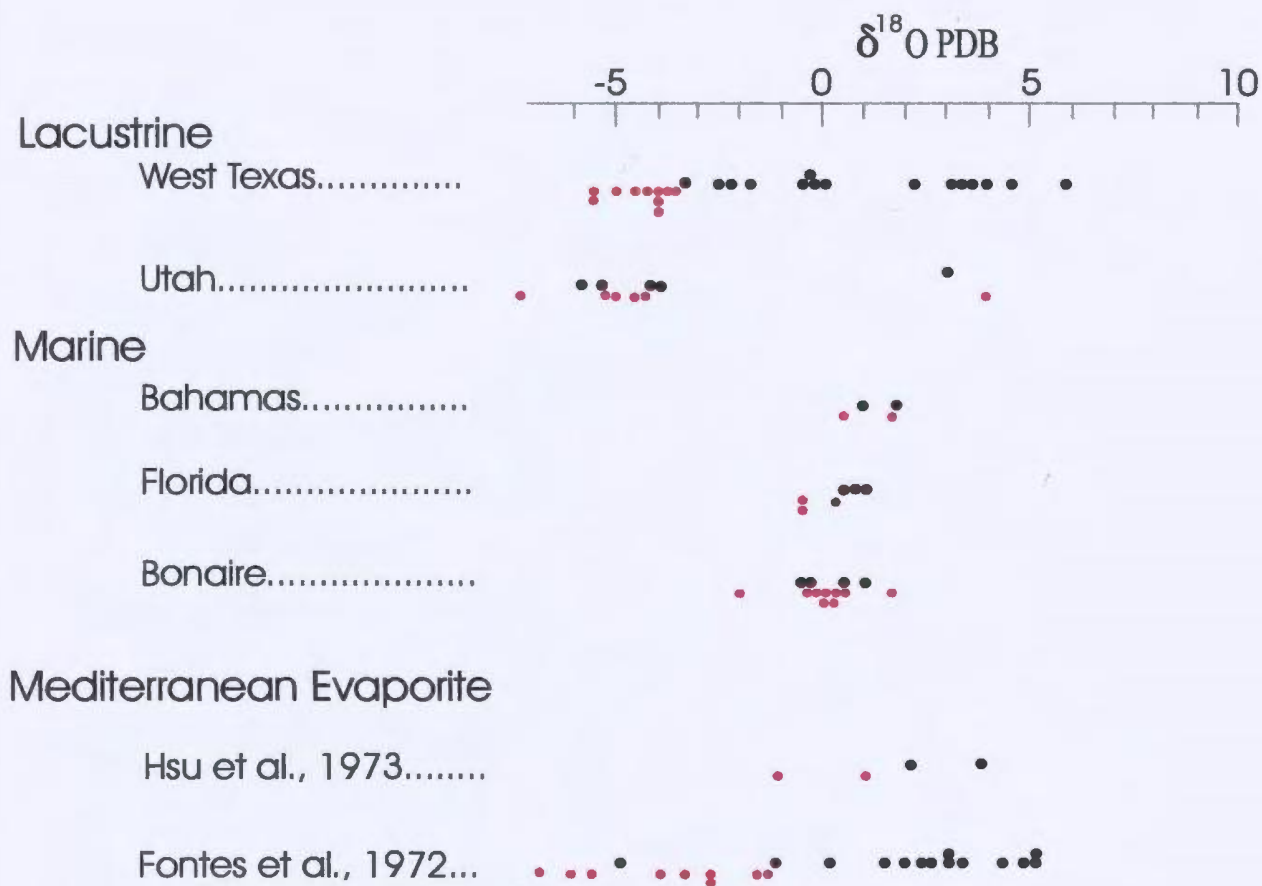 δ18O PDB
-5 0 5 10
Lacustrine
West Texas..............
Utah........................
Marine
Bahamas................
Florida.....................
Bonaire....................
Mediterranean Evaporite
Hsu et al., 1973........
Fontes et al., 1972...